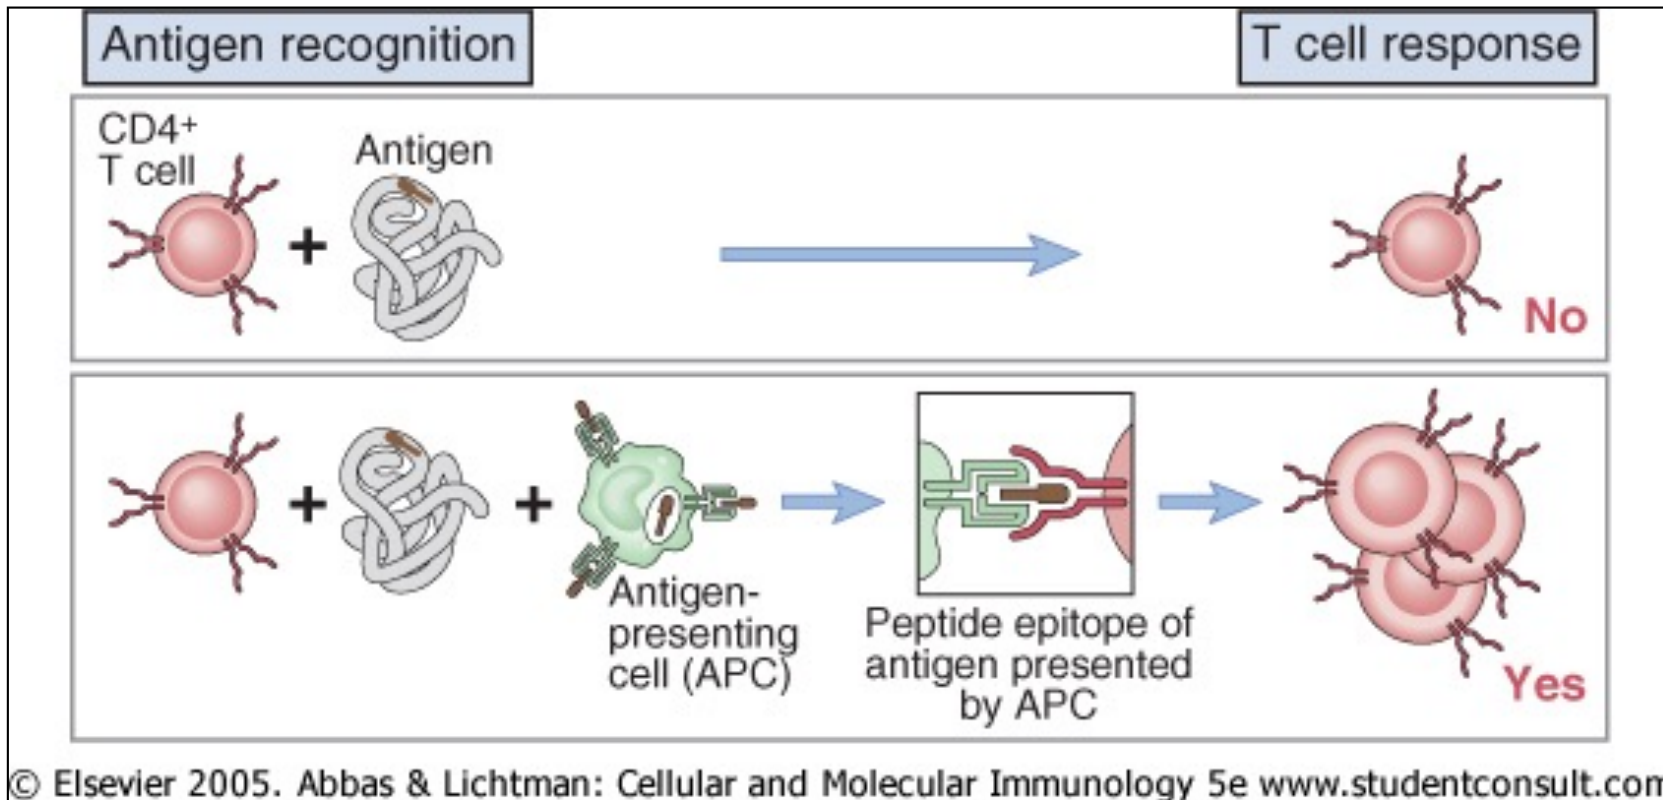 Antigen recognition
T cell response
CD4+
T cell
Antigen
+
No
+
+
Antigen-
presenting
cell (APC)
Peptide epitope of
antigen presented
by APC
Yes
© Elsevier 2005. Abbas & Lichtman: Cellular and Molecular Immunology 5e www.studentconsult.com